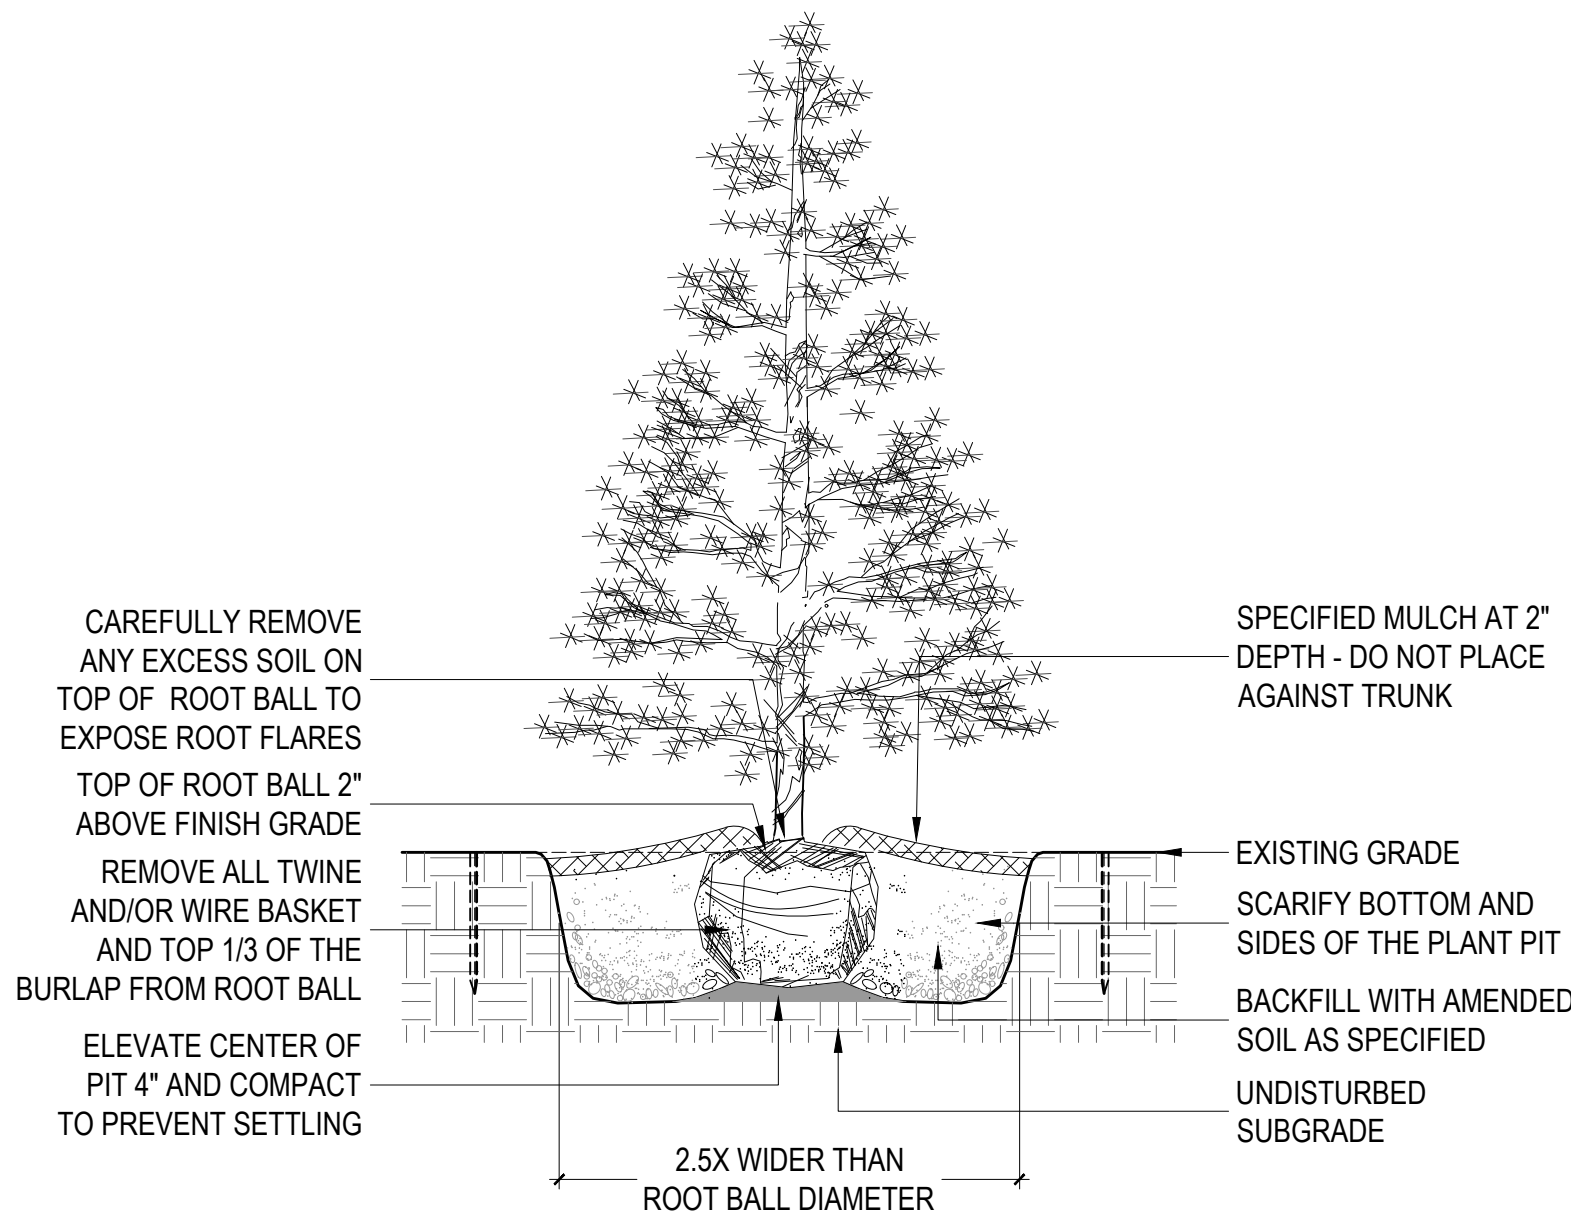 CAREFULLY REMOVE
ANY EXCESS SOIL ON
TOP OF ROOT BALL TO
EXPOSE ROOT FLARES
TOP OF ROOT BALL 2"
ABOVE FINISH GRADE
REMOVE ALL TWINE
AND/OR WIRE BASKET
AND TOP 1/3 OF THE
BURLAP FROM ROOT BALL
ELEVATE CENTER OF
PIT 4" AND COMPACT
TO PREVENT SETTLING
2.5X WIDER THAN
ROOT BALL DIAMETER
SPECIFIED MULCH AT 2"
DEPTH - DO NOT PLACE
AGAINST TRUNK
EXISTING GRADE
SCARIFY BOTTOM AND
SIDES OF THE PLANT PIT
BACKFILL WITH AMENDED
SOIL AS SPECIFIED
UNDISTURBED
SUBGRADE